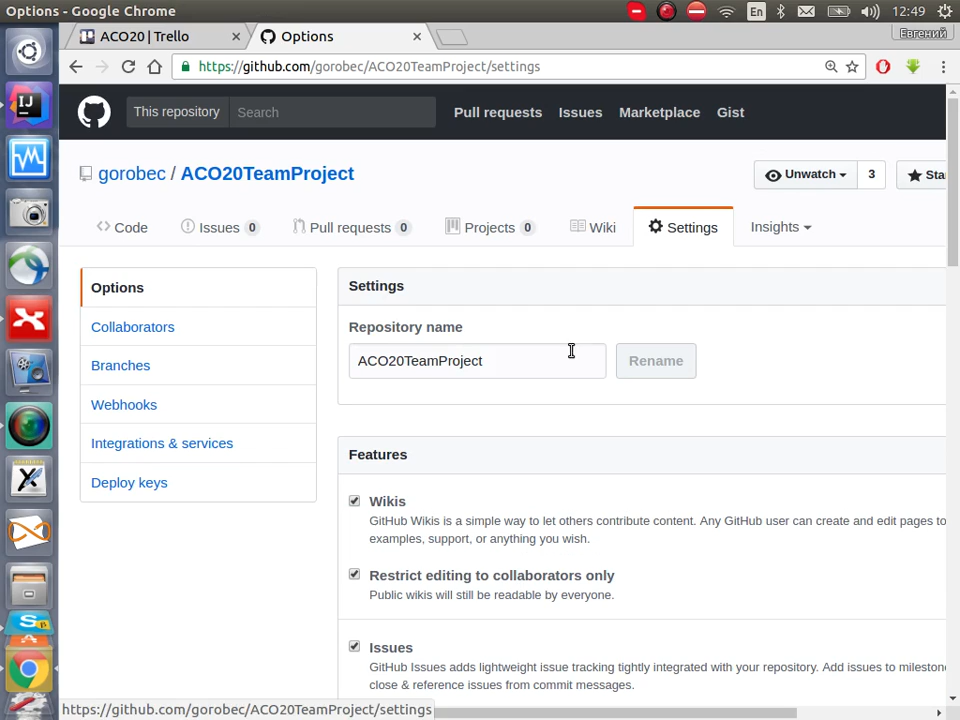 Options - Google Chrome
En
12:49
ACO20 | Trello
Options
Евгений
https://github.com/gorobec/ACO20TeamProject/settings
This repository
Search
Pull requests
Issues
Marketplace
Gist
gorobec / ACO20TeamProject
Unwatch
3
Sta
Code
Issues 0
Pull requests 0
Projects 0
Wiki
Settings
Insights
Options
Collaborators
Branches
Webhooks
Integrations & services
Deploy keys
Settings
Repository name
ACO20TeamProject
Rename
Features
Wikis
GitHub Wikis is a simple way to let others contribute content. Any GitHub user can create and edit pages to
examples, support, or anything you wish.
Restrict editing to collaborators only
Public wikis will still be readable by everyone.
Issues
GitHub Issues adds lightweight issue tracking tightly integrated with your repository. Add issues to mileston
close & reference issues from commit messages.
https://github.com/gorobec/ACO20TeamProject/settings